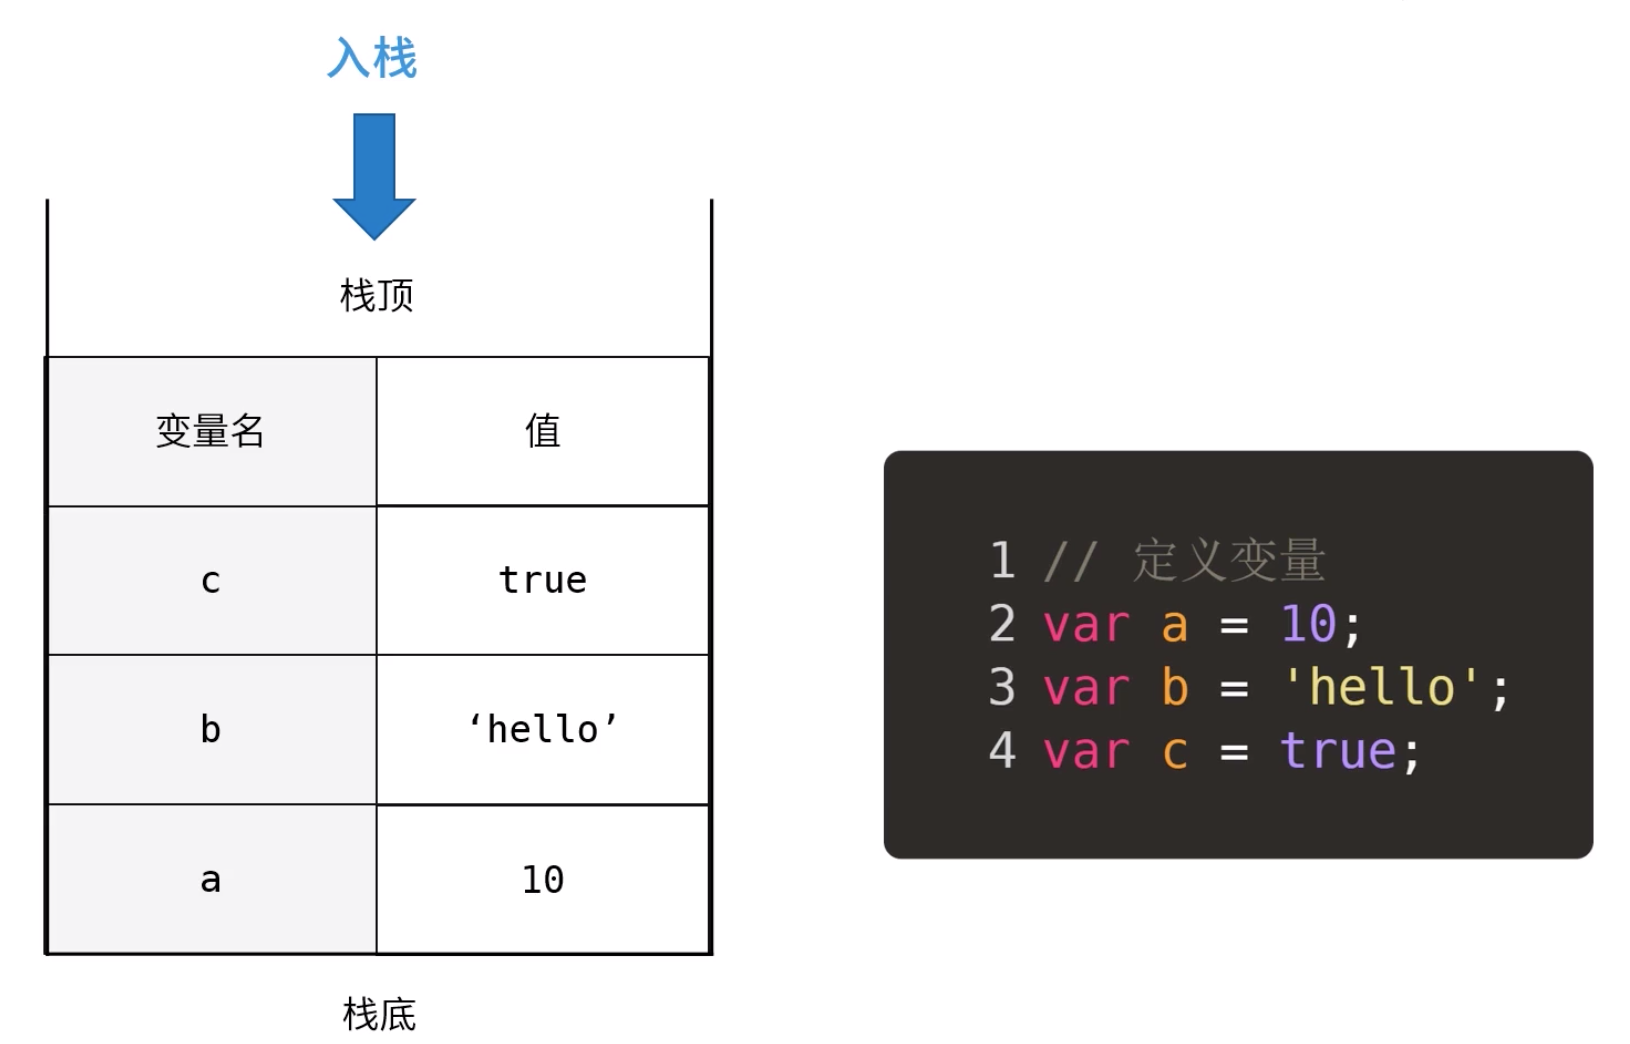 入栈
栈顶
变量名 值
c true
b ‘hello’
a 10
栈底
1 // 定义变量
2 var a = 10;
3 var b = 'hello';
4 var c = true;